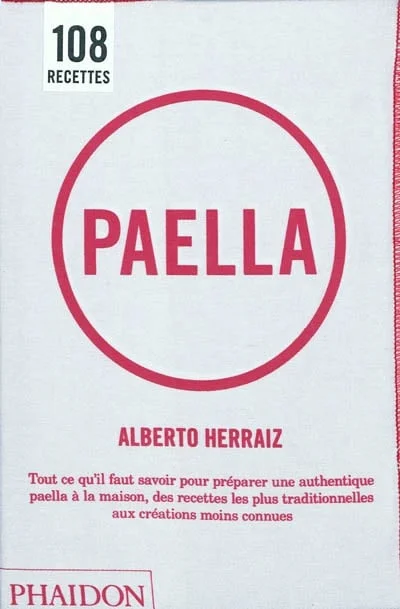 108
RECETTES
PAELLA
ALBERTO HERRAIZ
Tout ce qu'il faut savoir pour préparer une authentique
paella à la maison, des recettes les plus traditionnelles
aux créations moins connues
PHAIDON